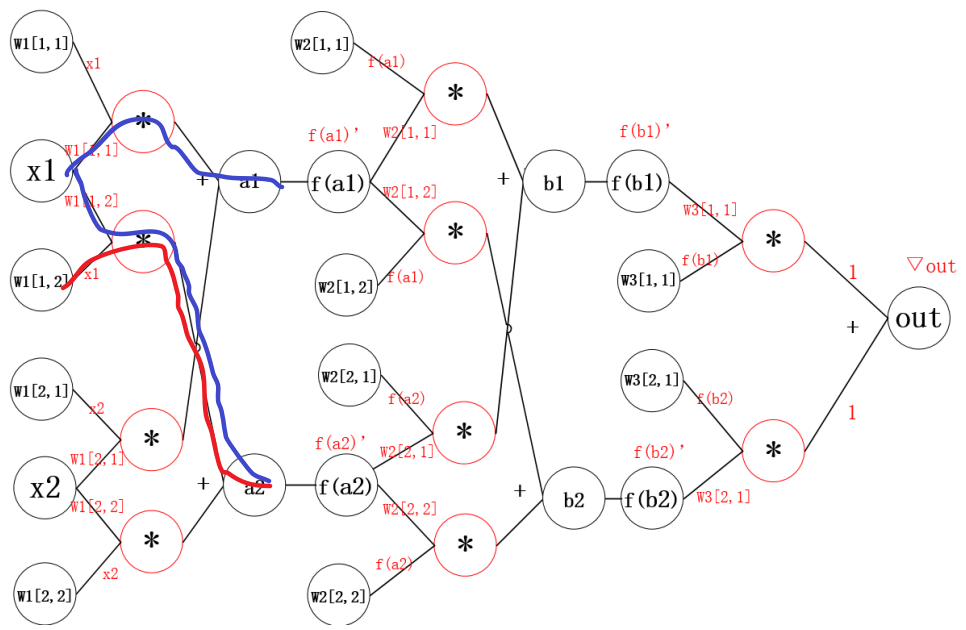 W1[1,1]
x1
*
W1[1,1]
x1
W1[1,2]
*
x1
W1[1,2]
+
a1
f(a1)'
f(a1)
W2[1,1]
f(a1)
*
W2[1,1]
W2[1,2]
*
f(a1)
W2[1,2]
+
b1
f(b1)'
f(b1)
W3[1,1]
*
f(b1)
W3[1,1]
1
▽out
out
+
W1[2,1]
x2
*
W1[2,1]
x2
W1[2,2]
*
x2
W1[2,2]
+
a2
f(a2)'
f(a2)
W2[2,1]
f(a2)
*
W2[2,1]
W2[2,2]
*
f(a2)
W2[2,2]
+
b2
f(b2)'
f(b2)
W3[2,1]
f(b2)
*
W3[2,1]
1